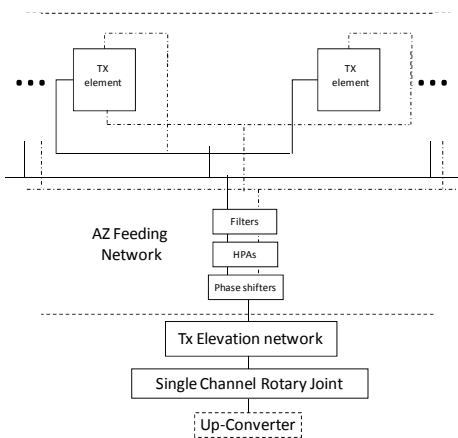 TX
element
TX
element
AZ Feeding
Network
Filters
HPAs
Phase shifters
Tx Elevation network
Single Channel Rotary Joint
Up-Converter